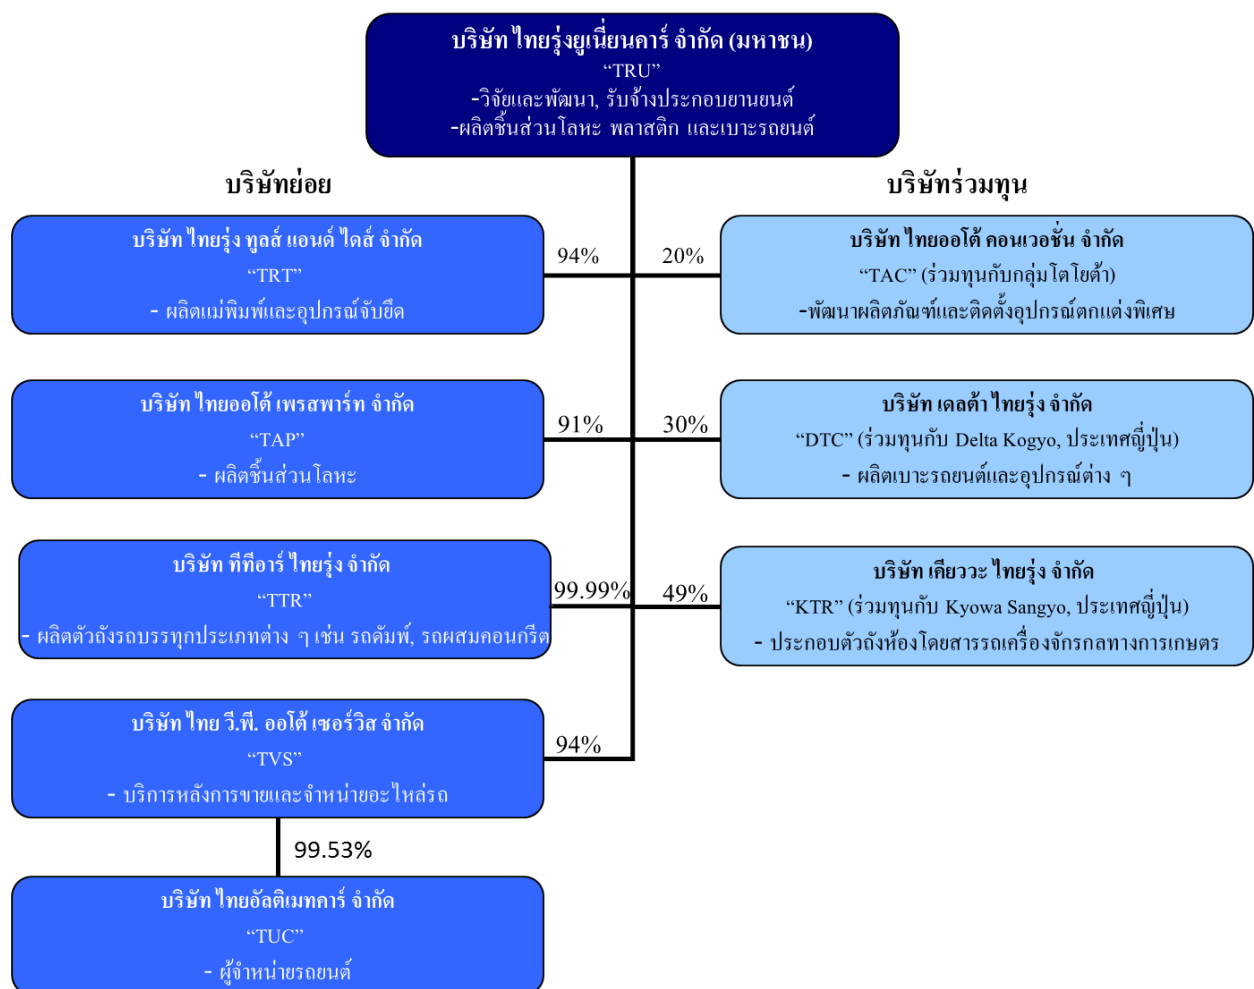 บริษัท ไทยรุ่งยูเนี่ยนคาร์ จำกัด (มหาชน)
“TRU”
-วิจัยและพัฒนา, รับจ้างประกอบยานยนต์
-ผลิตชิ้นส่วนโลหะ พลาสติก และเบาะรถยนต์
บริษัทย่อย
บริษัทร่วมทุน
บริษัท ไทยรุ่ง ทูลส์ แอนด์ ไดส์ จำกัด
“TRT”
- ผลิตแม่พิมพ์และอุปกรณ์จับยึด
94%
20%
บริษัท ไทยออโต้ คอนเวอชั่น จำกัด
“TAC” (ร่วมทุนกับกลุ่มโตโยต้า)
-พัฒนาผลิตภัณฑ์และติดตั้งอุปกรณ์ตกแต่งพิเศษ
บริษัท ไทยออโต้ เพรสพาร์ท จำกัด
“TAP”
- ผลิตชิ้นส่วนโลหะ
91%
30%
บริษัท เดลต้า ไทยรุ่ง จำกัด
“DTC” (ร่วมทุนกับ Delta Kogyo, ประเทศญี่ปุ่น)
- ผลิตเบาะรถยนต์และอุปกรณ์ต่าง ๆ
บริษัท ทีทีอาร์ ไทยรุ่ง จำกัด
“TTR”
- ผลิตตัวถังรถบรรทุกประเภทต่าง ๆ เช่น รถดัมพ์, รถผสมคอนกรีต
99.99%
49%
บริษัท เคียววะ ไทยรุ่ง จำกัด
“KTR” (ร่วมทุนกับ Kyowa Sangyo, ประเทศญี่ปุ่น)
- ประกอบตัวถังห้องโดยสารรถเครื่องจักรกลทางการเกษตร
บริษัท ไทย วี.พี. ออโต้ เซอร์วิส จำกัด
“TVS”
- บริการหลังการขายและจำหน่ายอะไหล่รถ
94%
99.53%
บริษัท ไทยอัลติเมทคาร์ จำกัด
“TUC”
- ผู้จำหน่ายรถยนต์